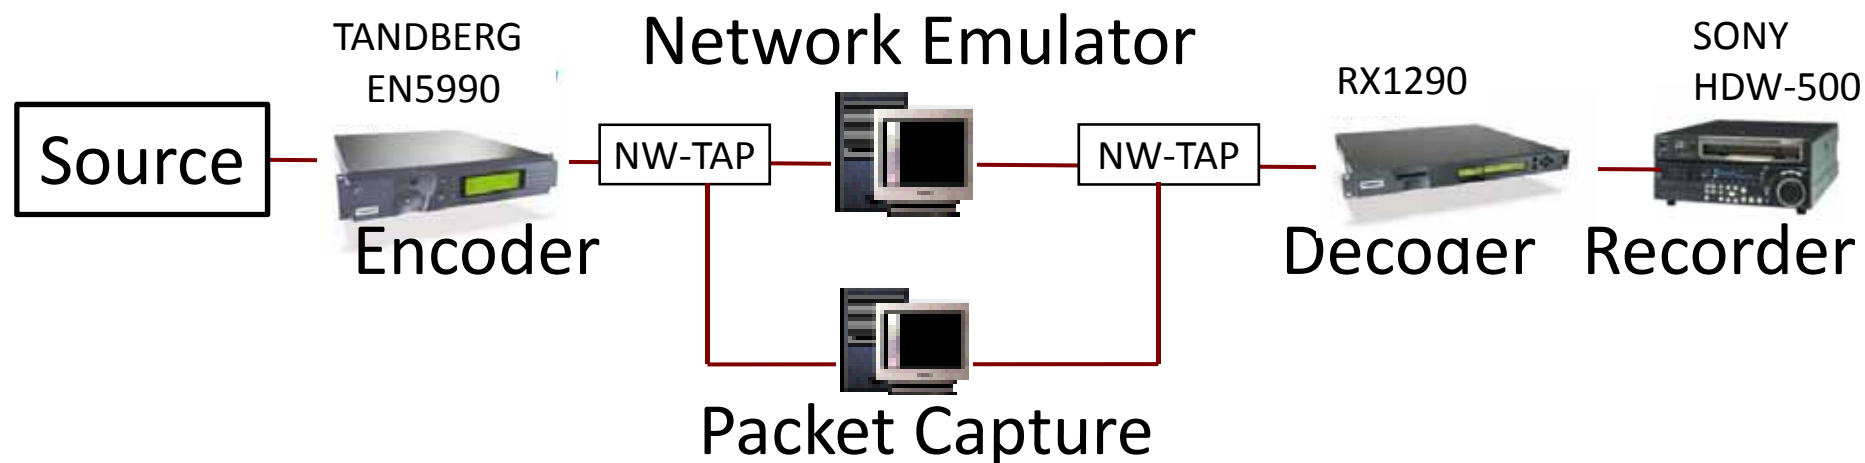 TANDBERG
EN5990
Network Emulator
RX1290
SONY
HDW-500
Source
NW-TAP
NW-TAP
Encoder
Decoder
Recorder
Packet Capture